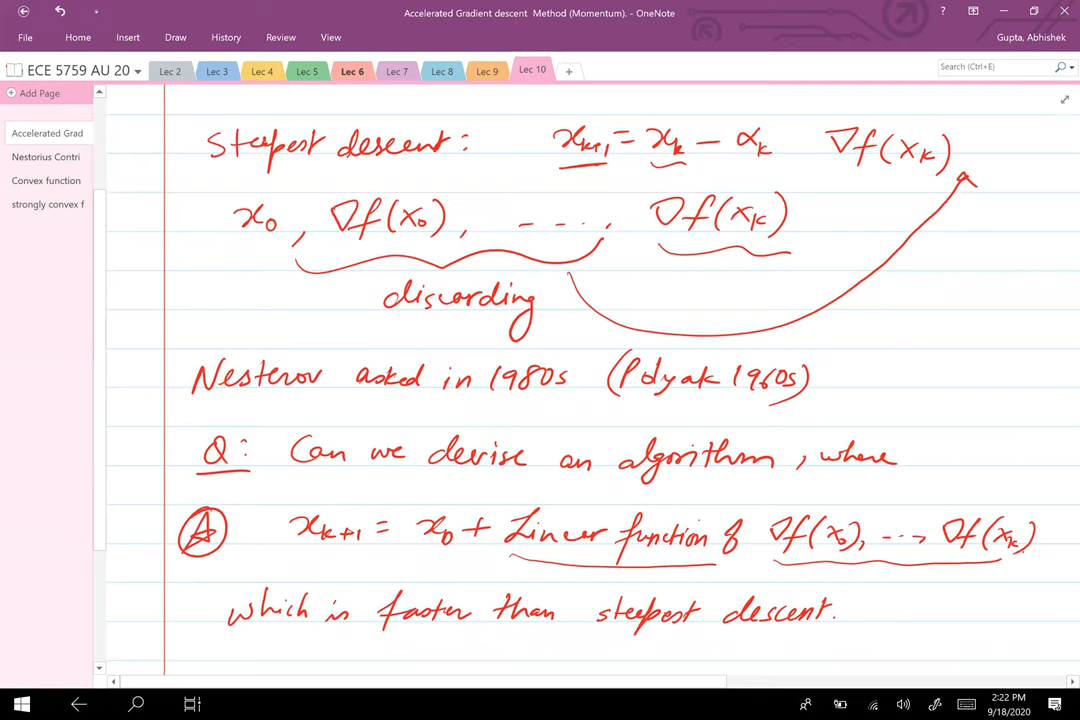 Accelerated Gradient descent Method (Momentum). - OneNote
File Home Insert Draw History Review View
Gupta, Abhishek
ECE 5759 AU 20
Lec 2 Lec 3 Lec 4 Lec 5 Lec 6 Lec 7 Lec 8 Lec 9 Lec 10
Search (Ctrl+E)
Add Page
Accelerated Grad
Nestorius Contri
Convex function
strongly convex f
Steepest descent: x_{k+1} = x_k - α_k ∇f(x_k)
x_0, ∇f(x_0), ----, ∇f(x_k)
discarding
Nesterov asked in 1980s (Polyak 1960s)
Q: Can we devise an algorithm, where
A x_{k+1} = x_0 + Linear function of ∇f(x_0), ---, ∇f(x_k)
which is faster than steepest descent.
2:22 PM
9/18/2020